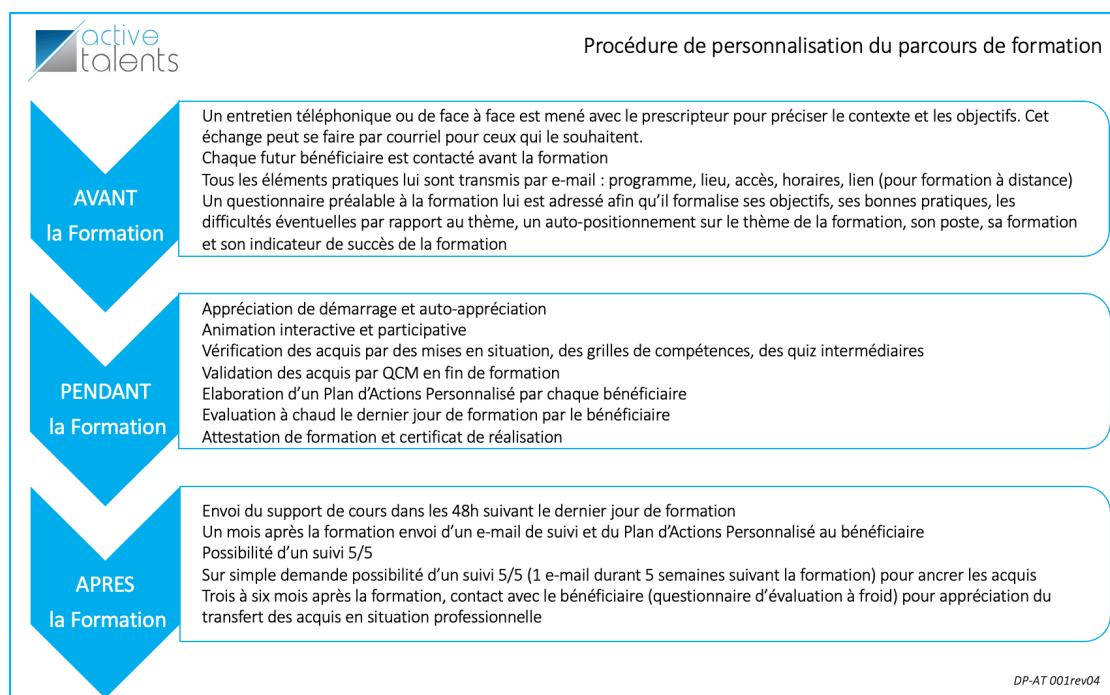 active
talents
Procédure de personnalisation du parcours de formation
AVANT
la Formation
Un entretien téléphonique ou de face à face est mené avec le prescripteur pour préciser le contexte et les objectifs. Cet
échange peut se faire par courriel pour ceux qui le souhaitent.
Chaque futur bénéficiaire est contacté avant la formation
Tous les éléments pratiques lui sont transmis par e-mail : programme, lieu, accès, horaires, lien (pour formation à distance)
Un questionnaire préalable à la formation lui est adressé afin qu’il formalise ses objectifs, ses bonnes pratiques, les
difficultés éventuelles par rapport au thème, un auto-positionnement sur le thème de la formation, son poste, sa formation
et son indicateur de succès de la formation
PENDANT
la Formation
Appréciation de démarrage et auto-appréciation
Animation interactive et participative
Vérification des acquis par des mises en situation, des grilles de compétences, des quiz intermédiaires
Validation des acquis par QCM en fin de formation
Elaboration d’un Plan d’Actions Personnalisé par chaque bénéficiaire
Evaluation à chaud le dernier jour de formation par le bénéficiaire
Attestation de formation et certificat de réalisation
APRES
la Formation
Envoi du support de cours dans les 48h suivant le dernier jour de formation
Un mois après la formation envoi d’un e-mail de suivi et du Plan d’Actions Personnalisé au bénéficiaire
Possibilité d’un suivi 5/5
Sur simple demande possibilité d’un suivi 5/5 (1 e-mail durant 5 semaines suivant la formation) pour ancrer les acquis
Trois à six mois après la formation, contact avec le bénéficiaire (questionnaire d’évaluation à froid) pour appréciation du
transfert des acquis en situation professionnelle
DP-AT 001rev04